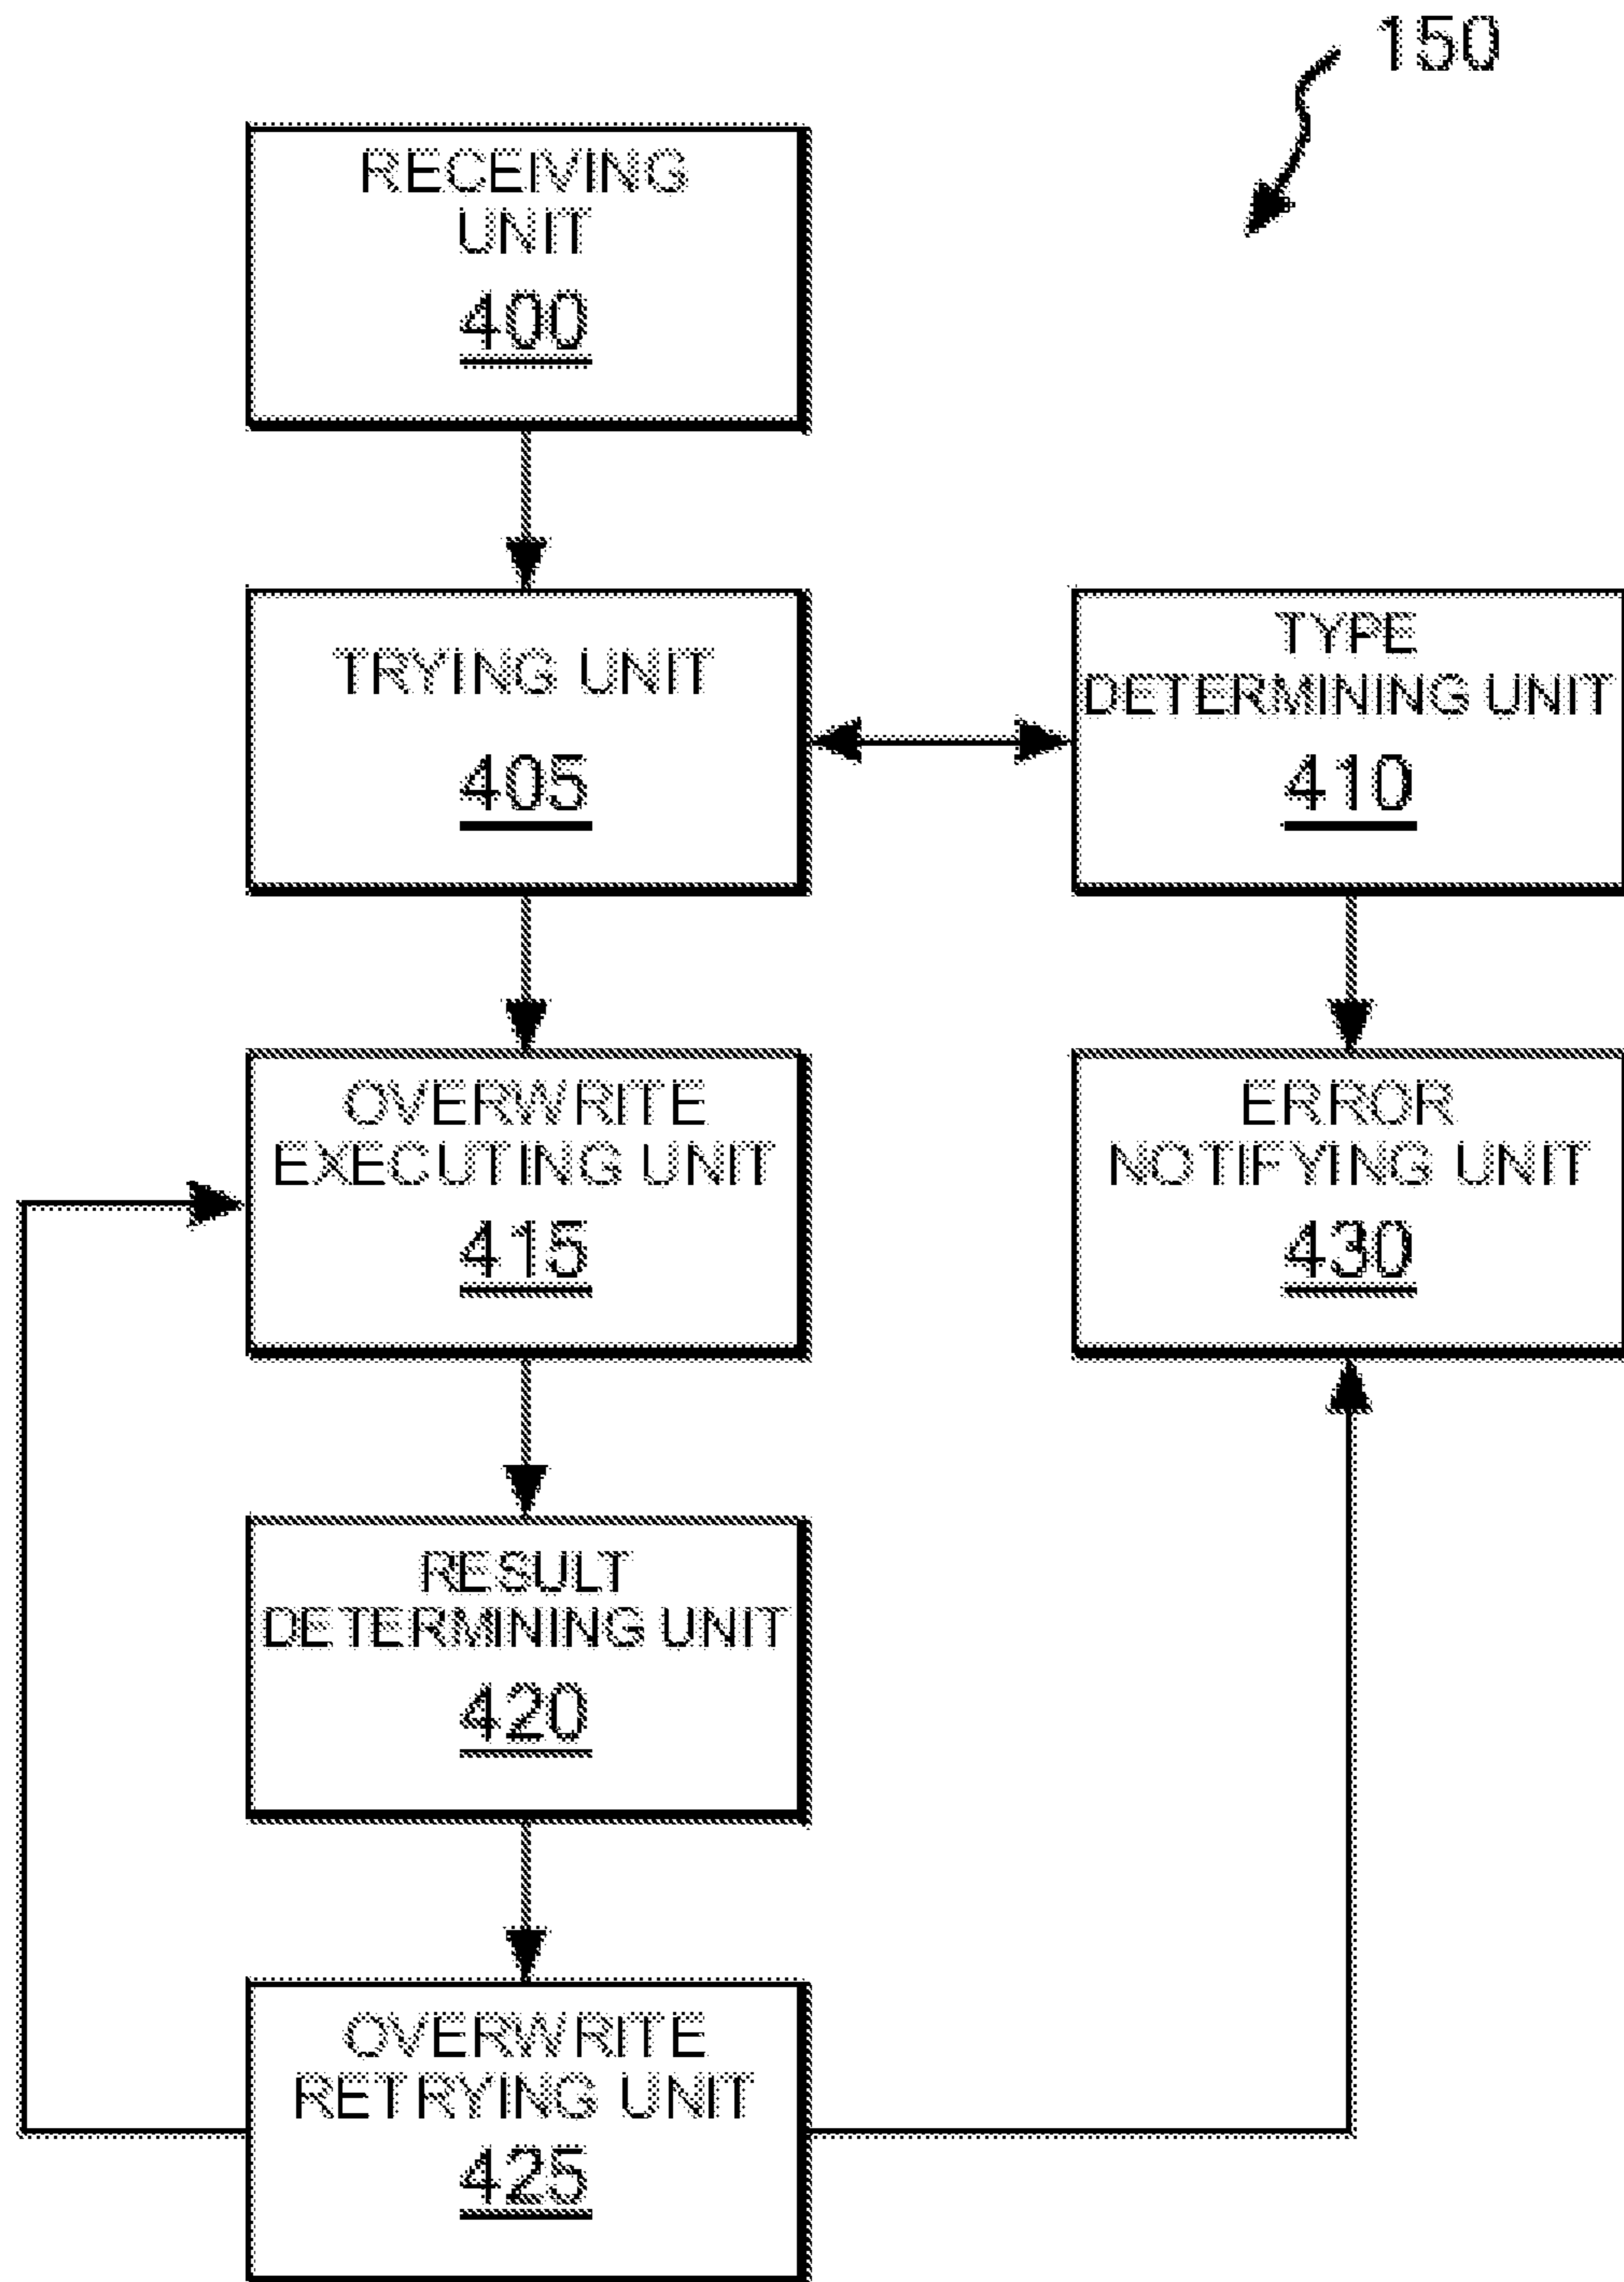 150
RECEIVING
UNIT
400
TRYING UNIT
405
TYPE
DETERMINING UNIT
410
OVERWRITE
EXECUTING UNIT
415
ERROR
NOTIFYING UNIT
430
RESULT
DETERMINING UNIT
420
OVERWRITE
RETRYING UNIT
425